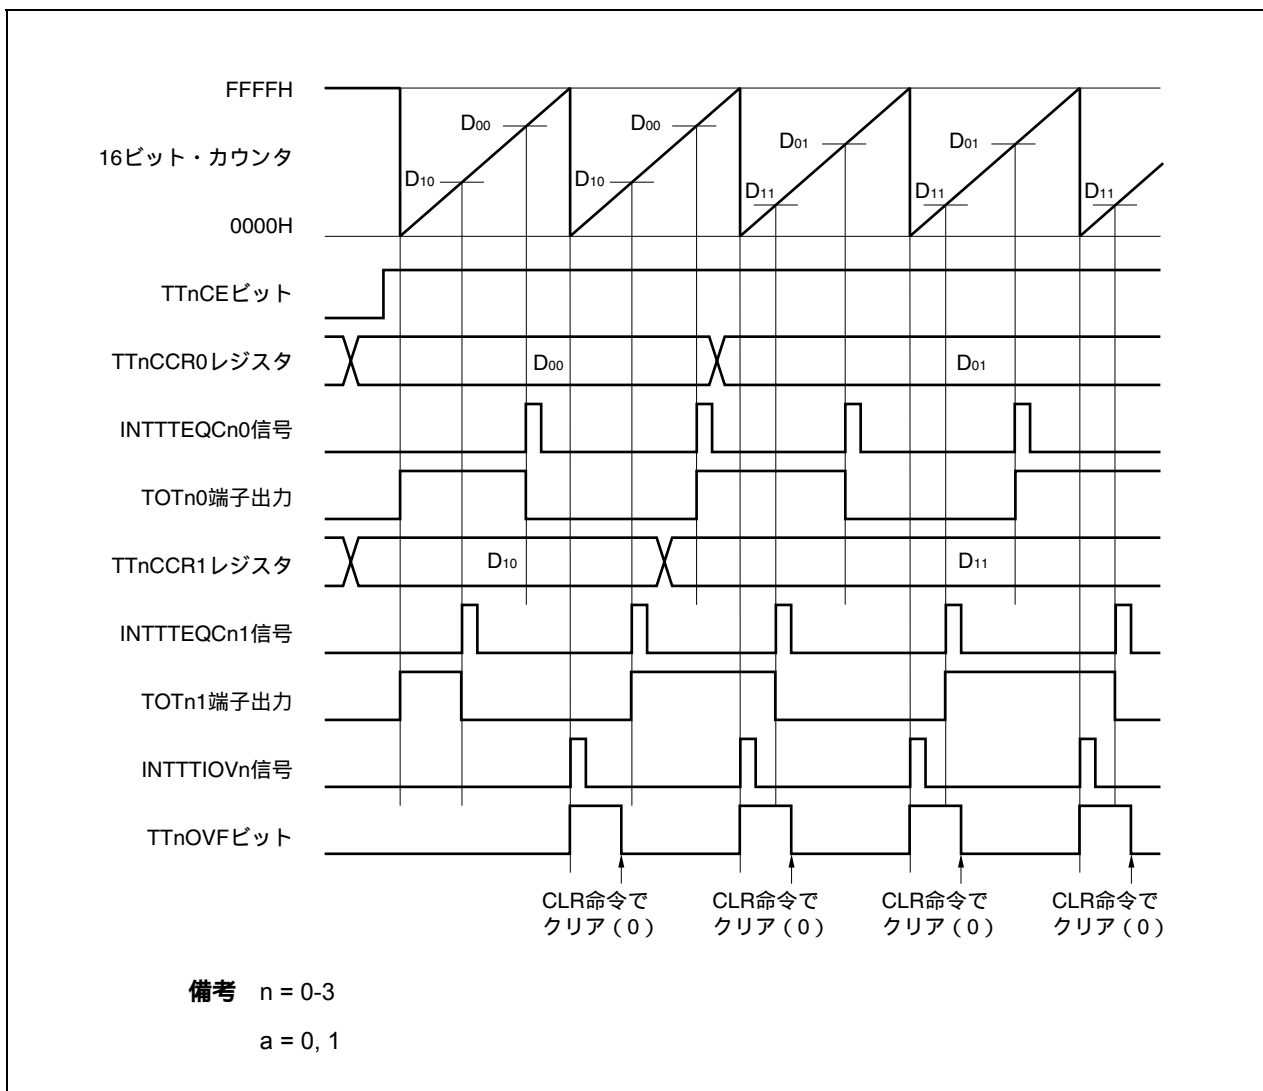 FFFFH
D00 D00
D01 D01
16ビット・カウンタ
D10 D10
D11 D11 D11
0000H
TTnCEビット
TTnCCR0レジスタ
D00 D01
INTTTEQCn0信号
TOTn0端子出力
TTnCCR1レジスタ
D10 D11
INTTTEQCn1信号
TOTn1端子出力
INTTTIOVn信号
TTnOVFビット
CLR命令で CLR命令で CLR命令で CLR命令で
クリア(0) クリア(0) クリア(0) クリア(0)
備考 n = 0-3
a = 0, 1